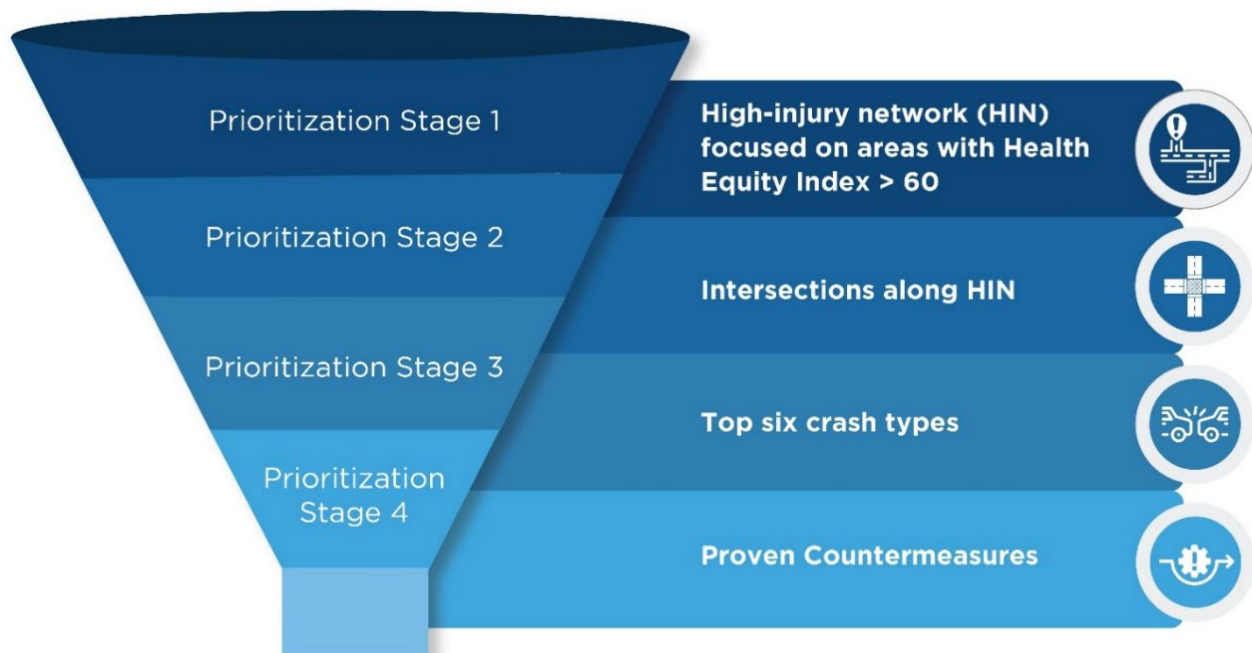 Prioritization Stage 1
High-injury network (HIN)
focused on areas with Health
Equity Index > 60
Prioritization Stage 2
Intersections along HIN
Prioritization Stage 3
Top six crash types
Prioritization
Stage 4
Proven Countermeasures